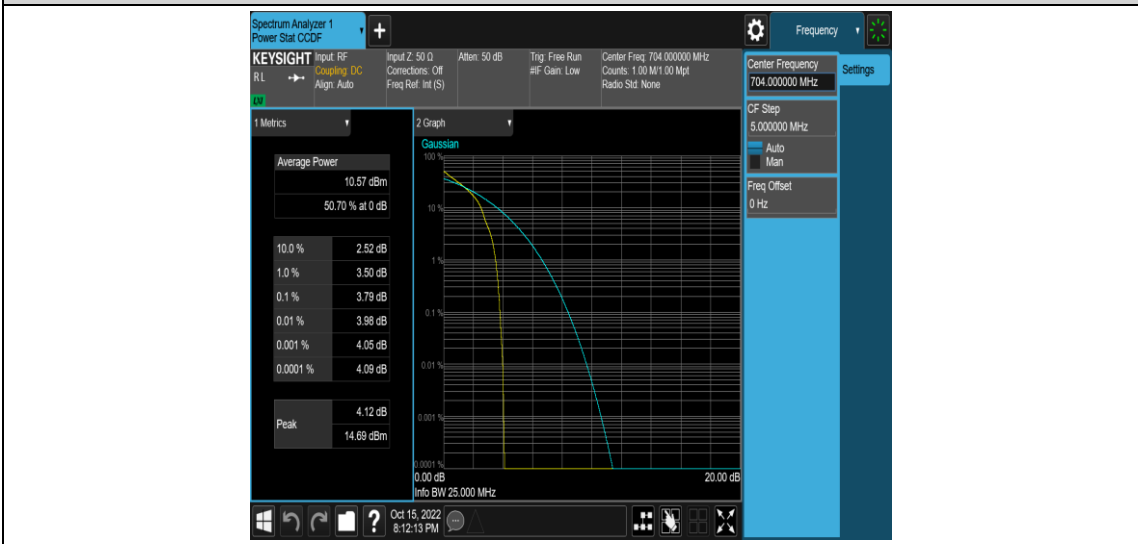 Spectrum Analyzer 1
Power Stat CCDF
+
Frequency
KEYSIGHT
RL
Input: RF
Coupling: DC
Align: Auto
Input Z: 50 Ω
Corrections: Off
Freq Ref: Int (S)
Atten: 50 dB
Trig: Free Run
#IF Gain: Low
Center Freq: 704.000000 MHz
Counts: 1.00 M/1.00 Mpt
Radio Std: None
Center Frequency
704.000000 MHz
Settings
CF Step
5.000000 MHz
Auto
Man
Freq Offset
0 Hz
1 Metrics
Average Power
10.57 dBm
50.70 % at 0 dB
10.0 % 2.52 dB
1.0 % 3.50 dB
0.1 % 3.79 dB
0.01 % 3.98 dB
0.001 % 4.05 dB
0.0001 % 4.09 dB
Peak
4.12 dB
14.69 dBm
2 Graph
Gaussian
100 %
10 %
1 %
0.1 %
0.01 %
0.001 %
0.0001 %
0.00 dB 20.00 dB
Info BW 25.000 MHz
?
Oct 15, 2022
8:12:13 PM